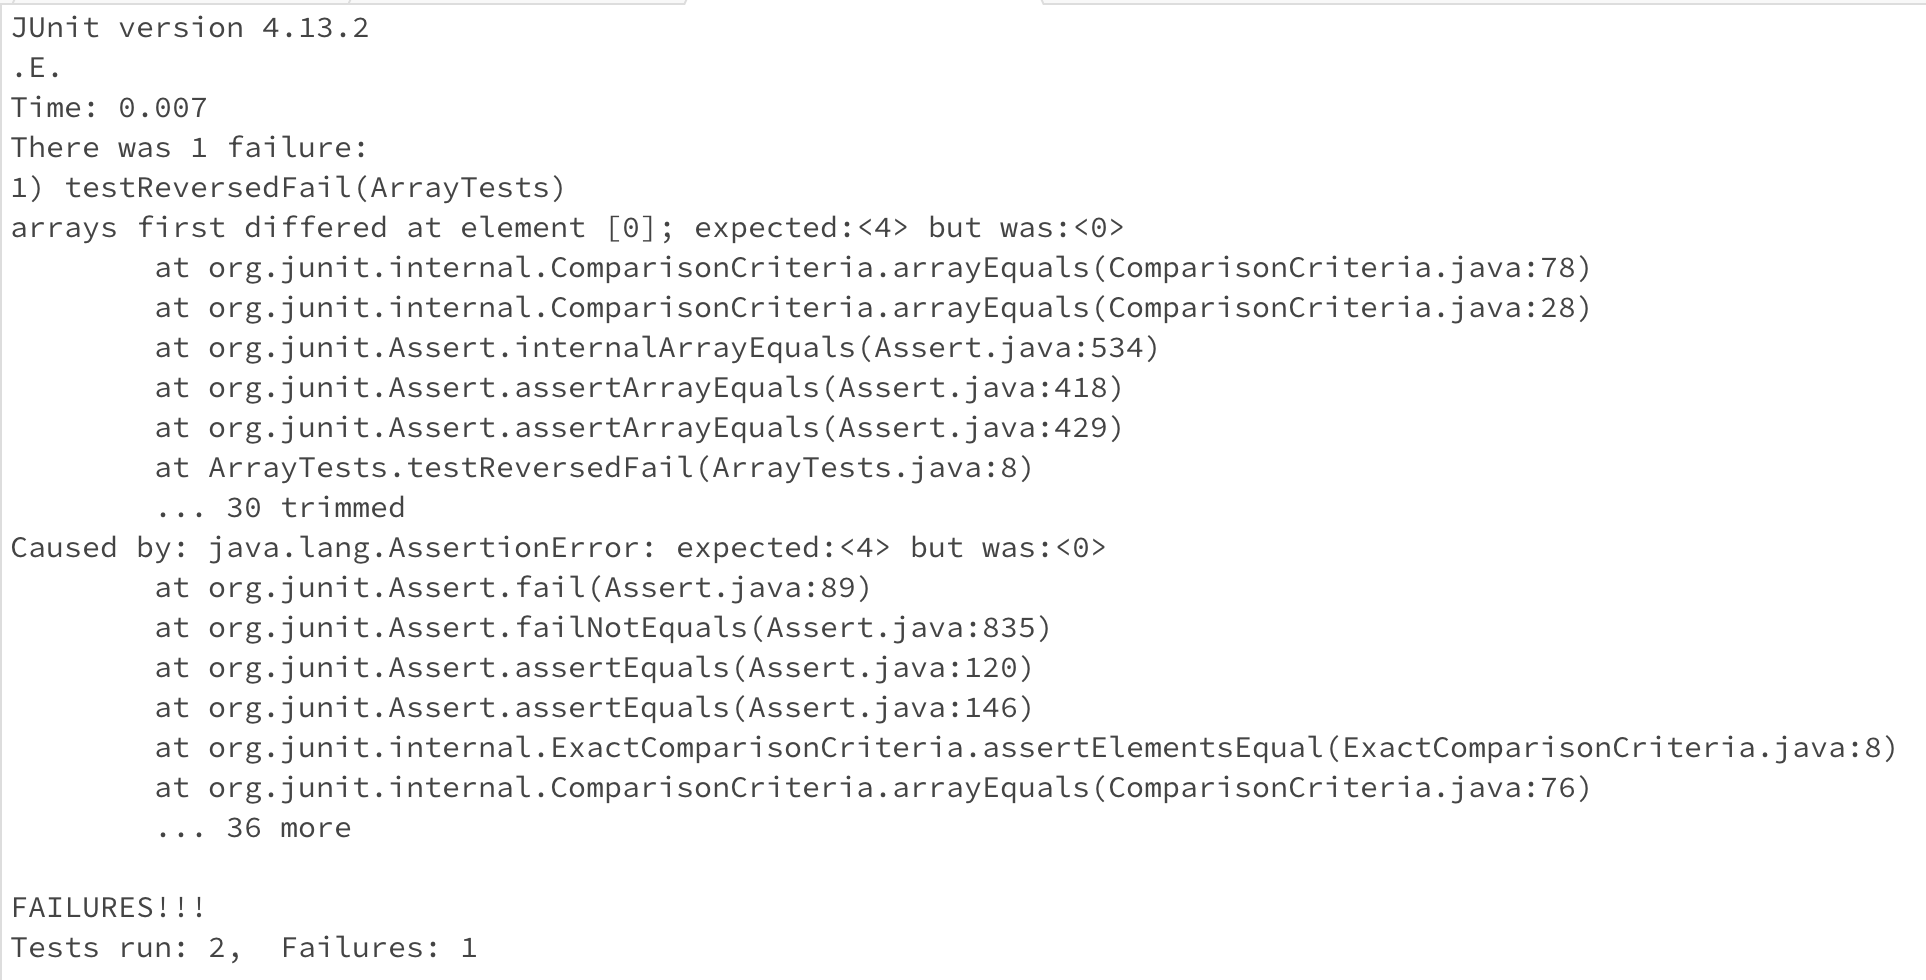 JUnit version 4.13.2
.E.
Time: 0.007
There was 1 failure:
1) testReversedFail(ArrayTests)
arrays first differed at element [0]; expected:<4> but was:<0>
        at org.junit.internal.ComparisonCriteria.arrayEquals(ComparisonCriteria.java:78)
        at org.junit.internal.ComparisonCriteria.arrayEquals(ComparisonCriteria.java:28)
        at org.junit.Assert.internalArrayEquals(Assert.java:534)
        at org.junit.Assert.assertArrayEquals(Assert.java:418)
        at org.junit.Assert.assertArrayEquals(Assert.java:429)
        at ArrayTests.testReversedFail(ArrayTests.java:8)
        ... 30 trimmed
Caused by: java.lang.AssertionError: expected:<4> but was:<0>
        at org.junit.Assert.fail(Assert.java:89)
        at org.junit.Assert.failNotEquals(Assert.java:835)
        at org.junit.Assert.assertEquals(Assert.java:120)
        at org.junit.Assert.assertEquals(Assert.java:146)
        at org.junit.internal.ExactComparisonCriteria.assertElementsEqual(ExactComparisonCriteria.java:8)
        at org.junit.internal.ComparisonCriteria.arrayEquals(ComparisonCriteria.java:76)
        ... 36 more

FAILURES!!!
Tests run: 2,  Failures: 1